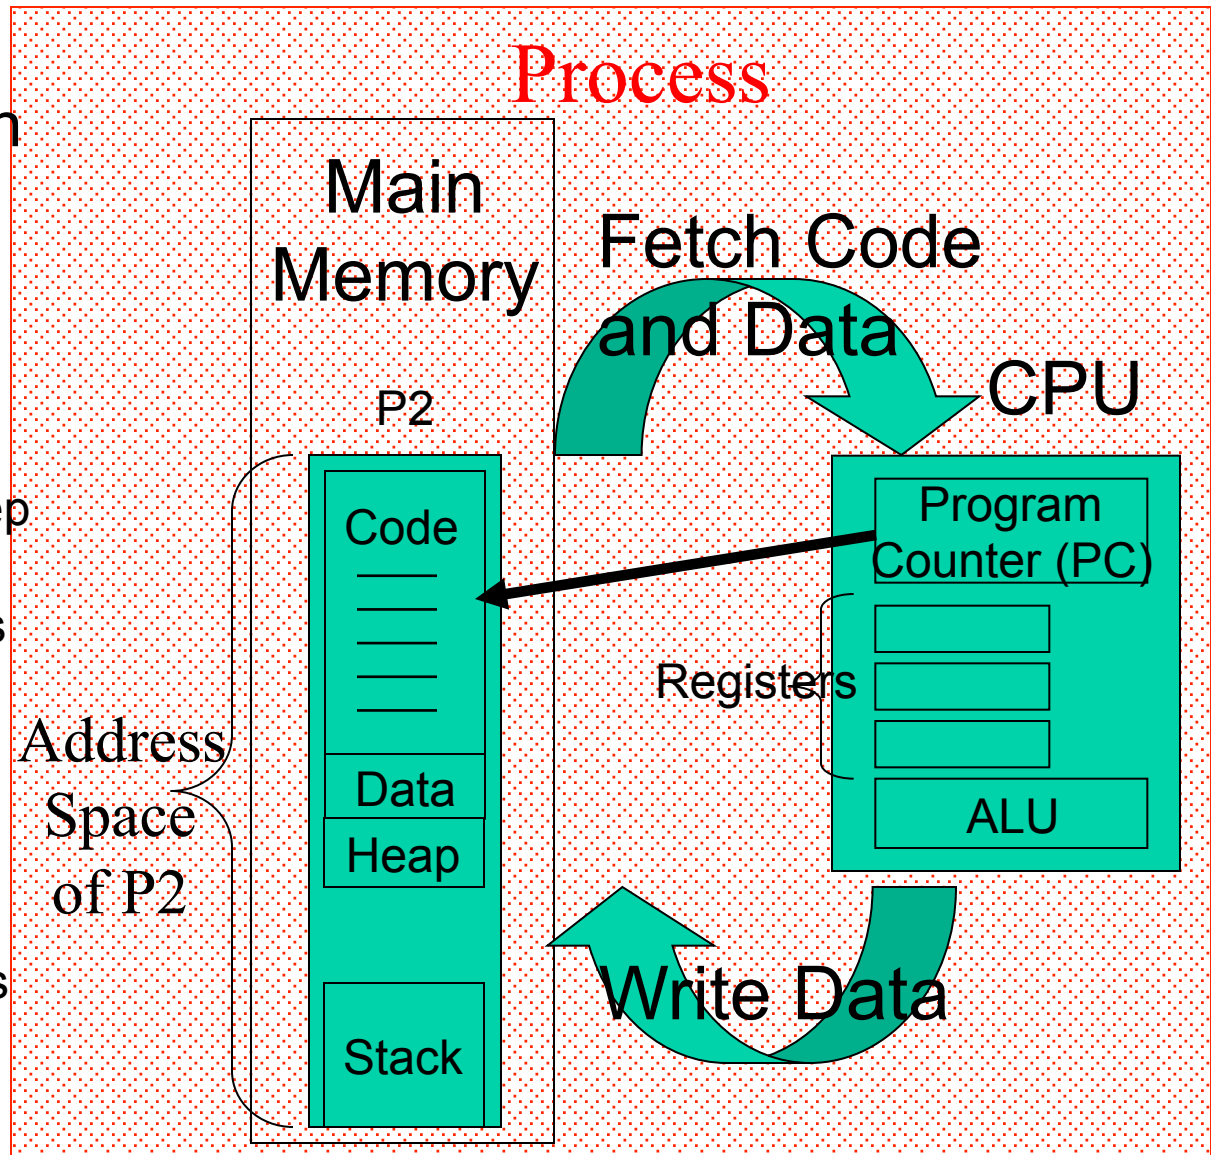 Process
n
Main
Memory
Fetch Code
and Data
CPU
P2
ep
s
Code
Program
Counter (PC)
Registers
Address
Space
of P2
Data
Heap
ALU
s
Write Data
Stack